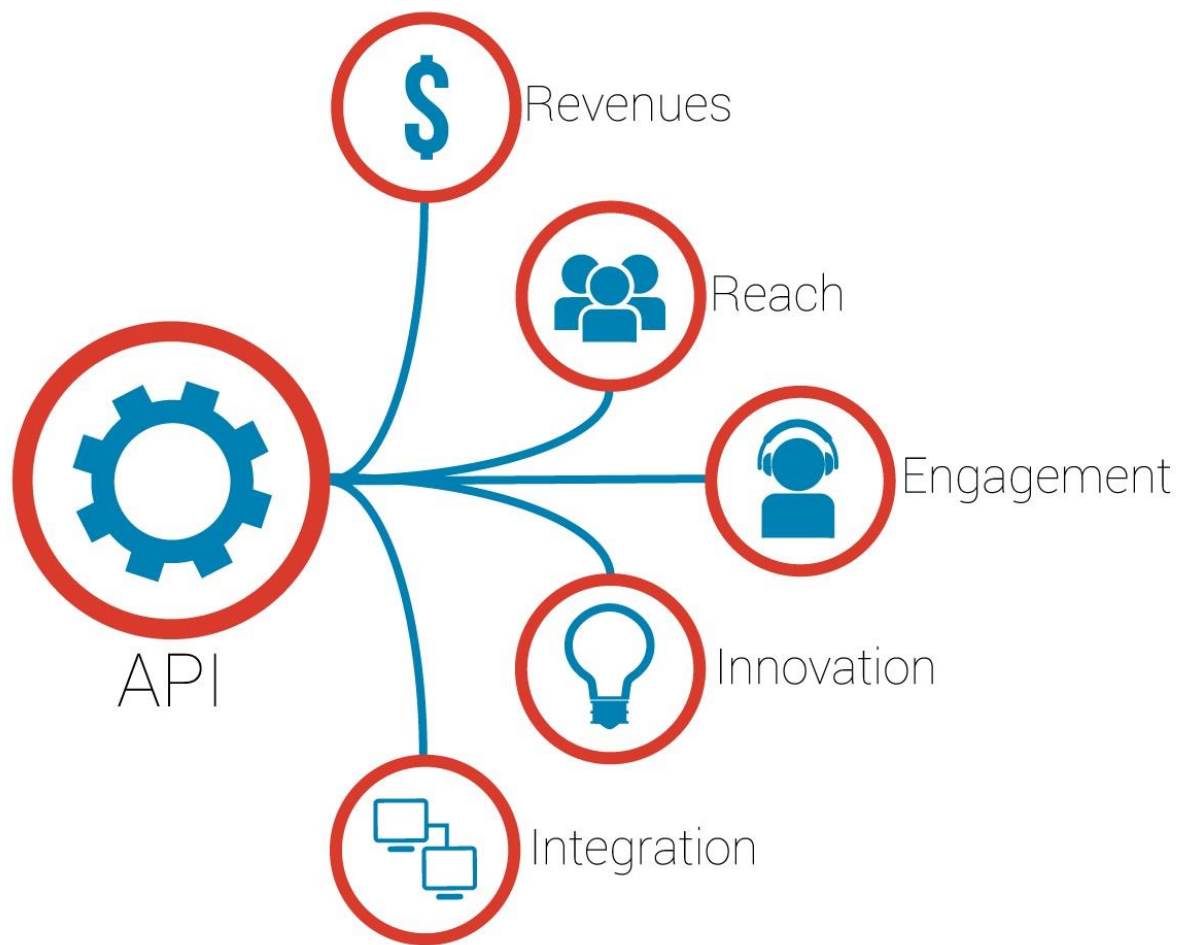 Revenues
Reach
Engagement
API
Innovation
Integration